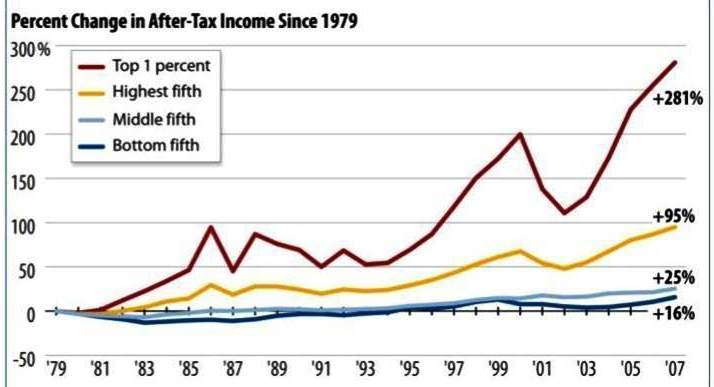 Percent Change in After-Tax Income Since 1979
300%
250
200
150
100
50
0
-50
Top 1 percent
Highest fifth
Middle fifth
Bottom fifth
+281%
+95%
+25%
+16%
'79 '81 '83 '85 '87 '89 '91 '93 '95 '97 '99 '01 '03 '05 '07